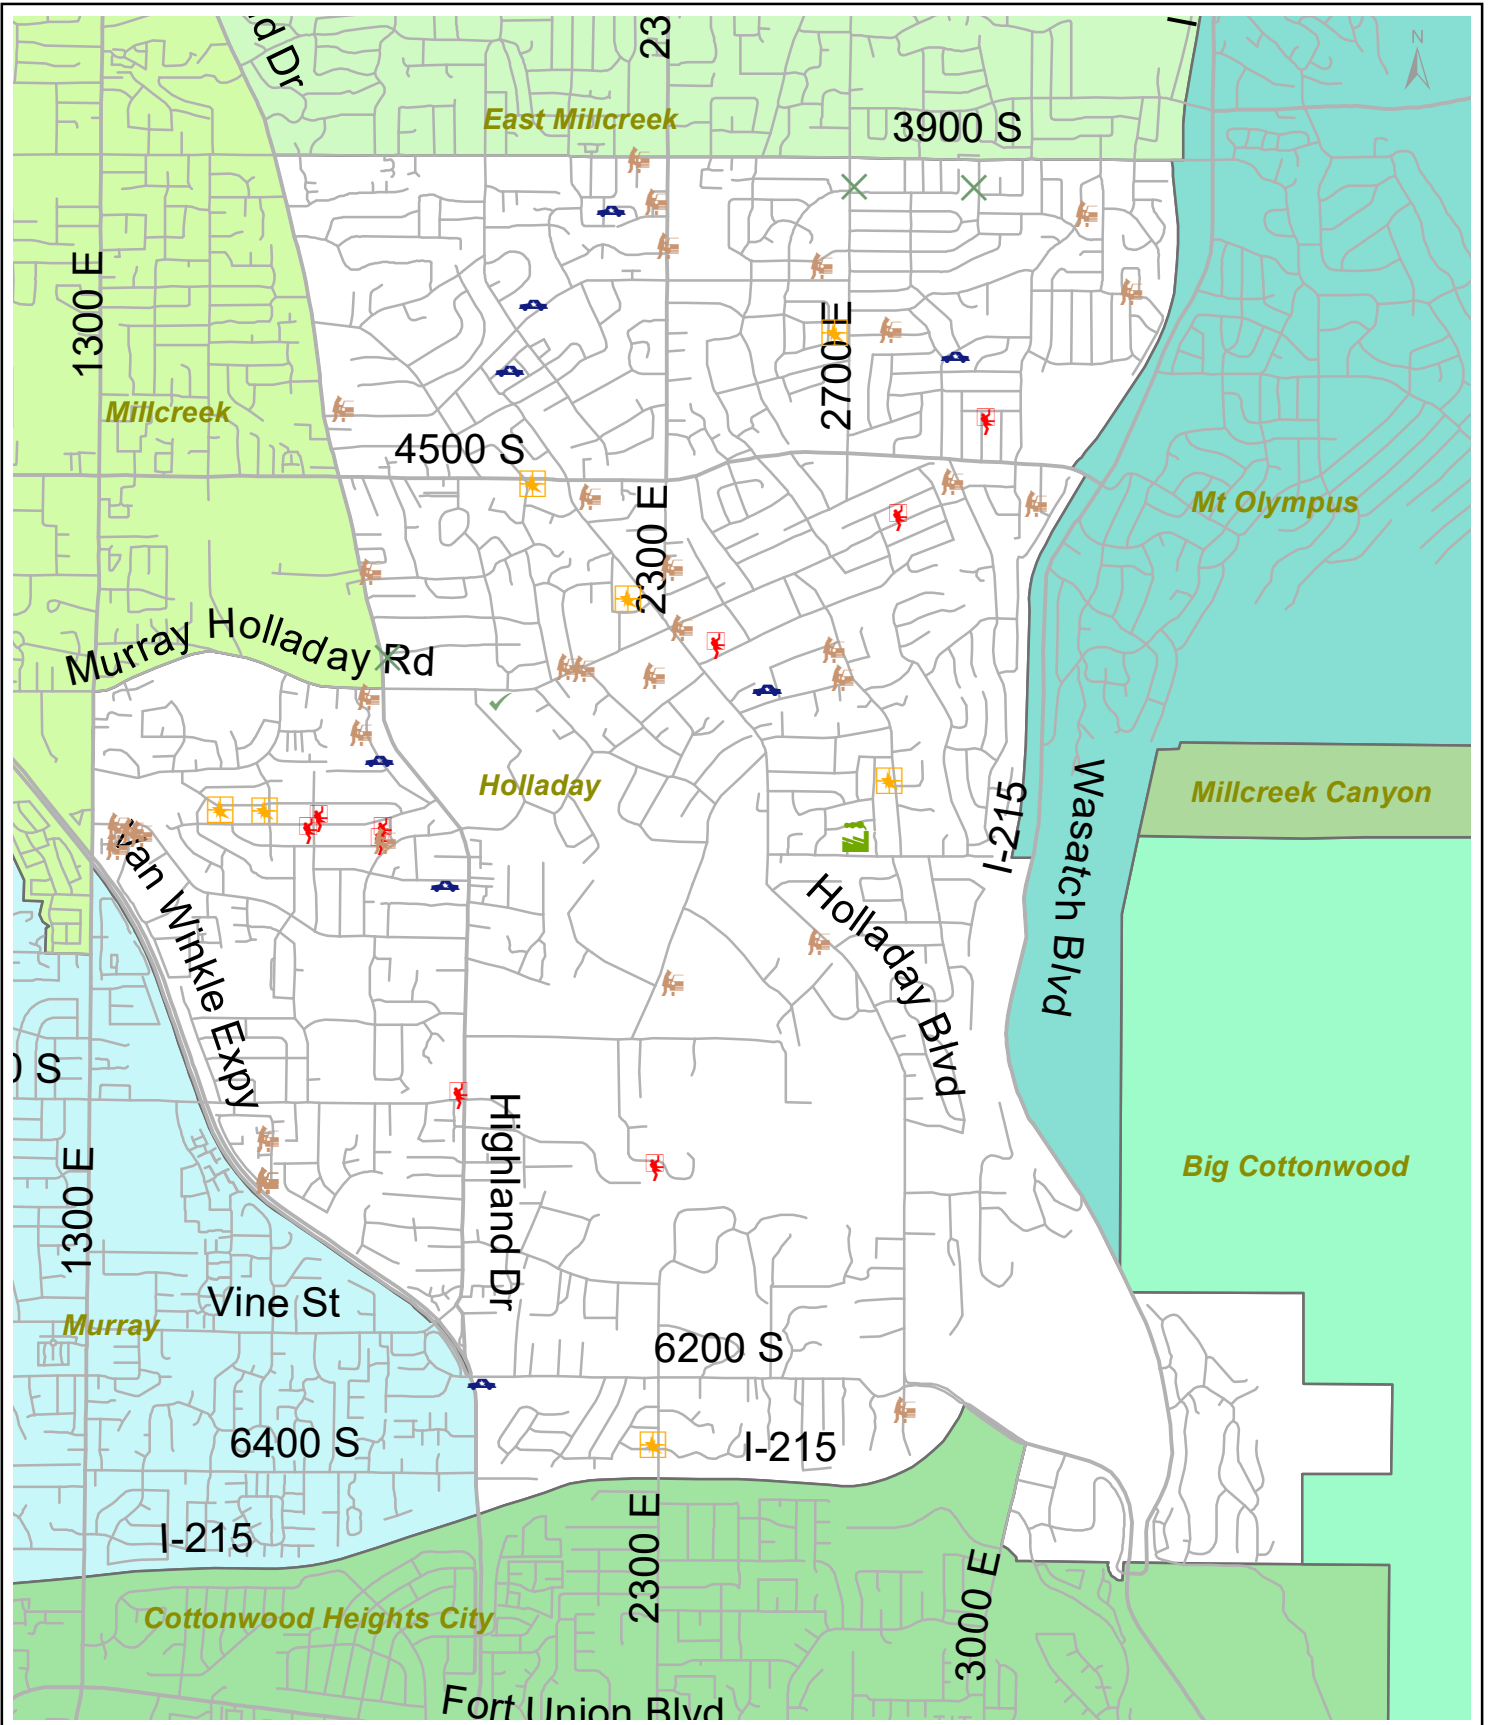 d Dr
23
I
N
East Millcreek
3900 S
1300 E
2700 E
Millcreek
4500 S
Mt Olympus
2300 E
Murray Holladay Rd
Holladay
Millcreek Canyon
I-215
Wasatch Blvd
Van Winkle Expy
Holladay Blvd
0 S
Highland Dr
Big Cottonwood
1300 E
Vine St
Murray
6200 S
6400 S
I-215
I-215
2300 E
3000 E
Cottonwood Heights City
Fort Union Blvd